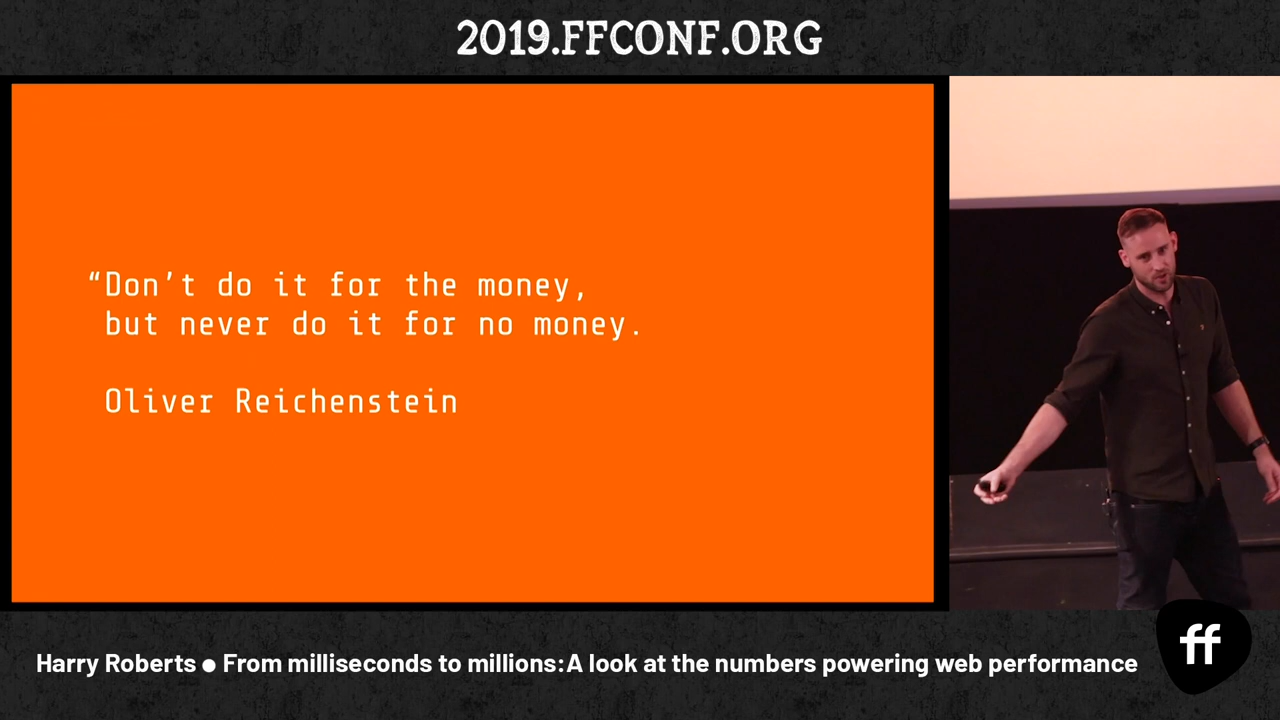 2019.FFCONF.ORG
“Don’t do it for the money,
but never do it for no money.
Oliver Reichenstein
Harry Roberts ● From milliseconds to millions: A look at the numbers powering web performance
ff